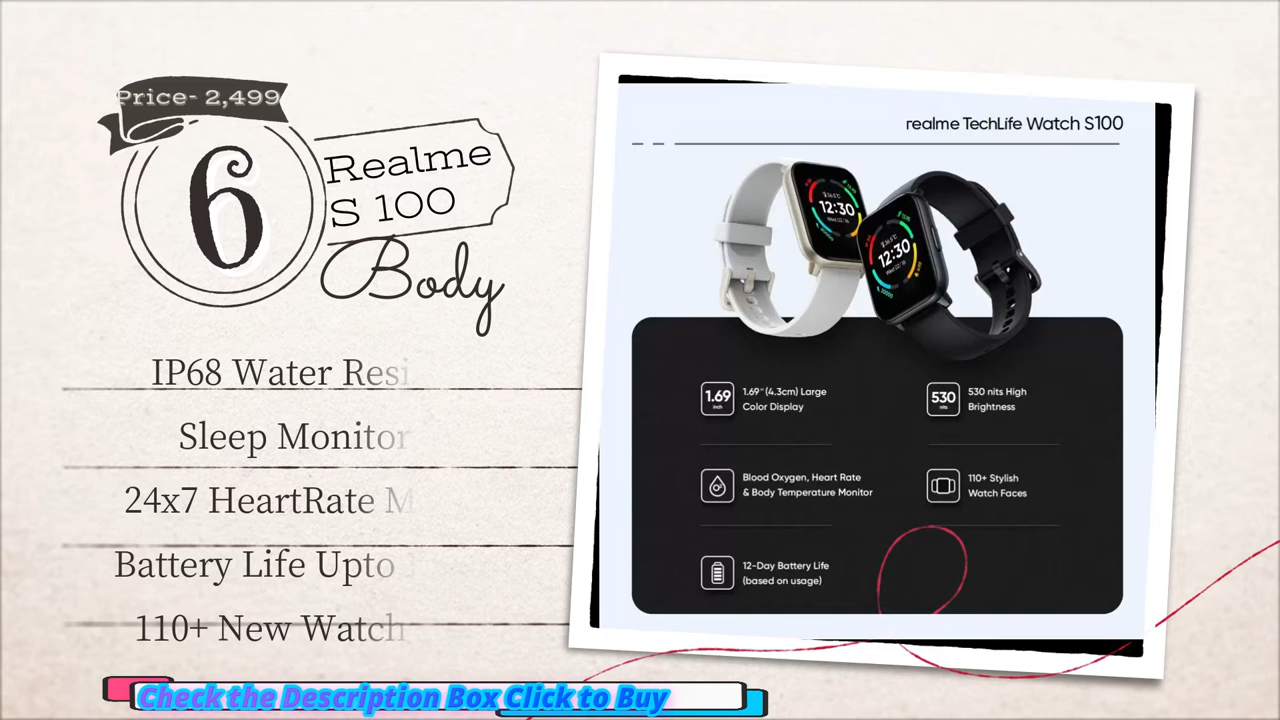 Price- 2,499
6
Realme
S 100
Body
IP68 Water Resi
Sleep Monitor
24x7 HeartRate M
Battery Life Upto
110+ New Watch
realme TechLife Watch S100
12:30
12:30
1.69
inch
1.69" (4.3cm) Large
Color Display
530
nits
530 nits High
Brightness
Blood Oxygen, Heart Rate
& Body Temperature Monitor
110+ Stylish
Watch Faces
12-Day Battery Life
(based on usage)
Check the Description Box Click to Buy